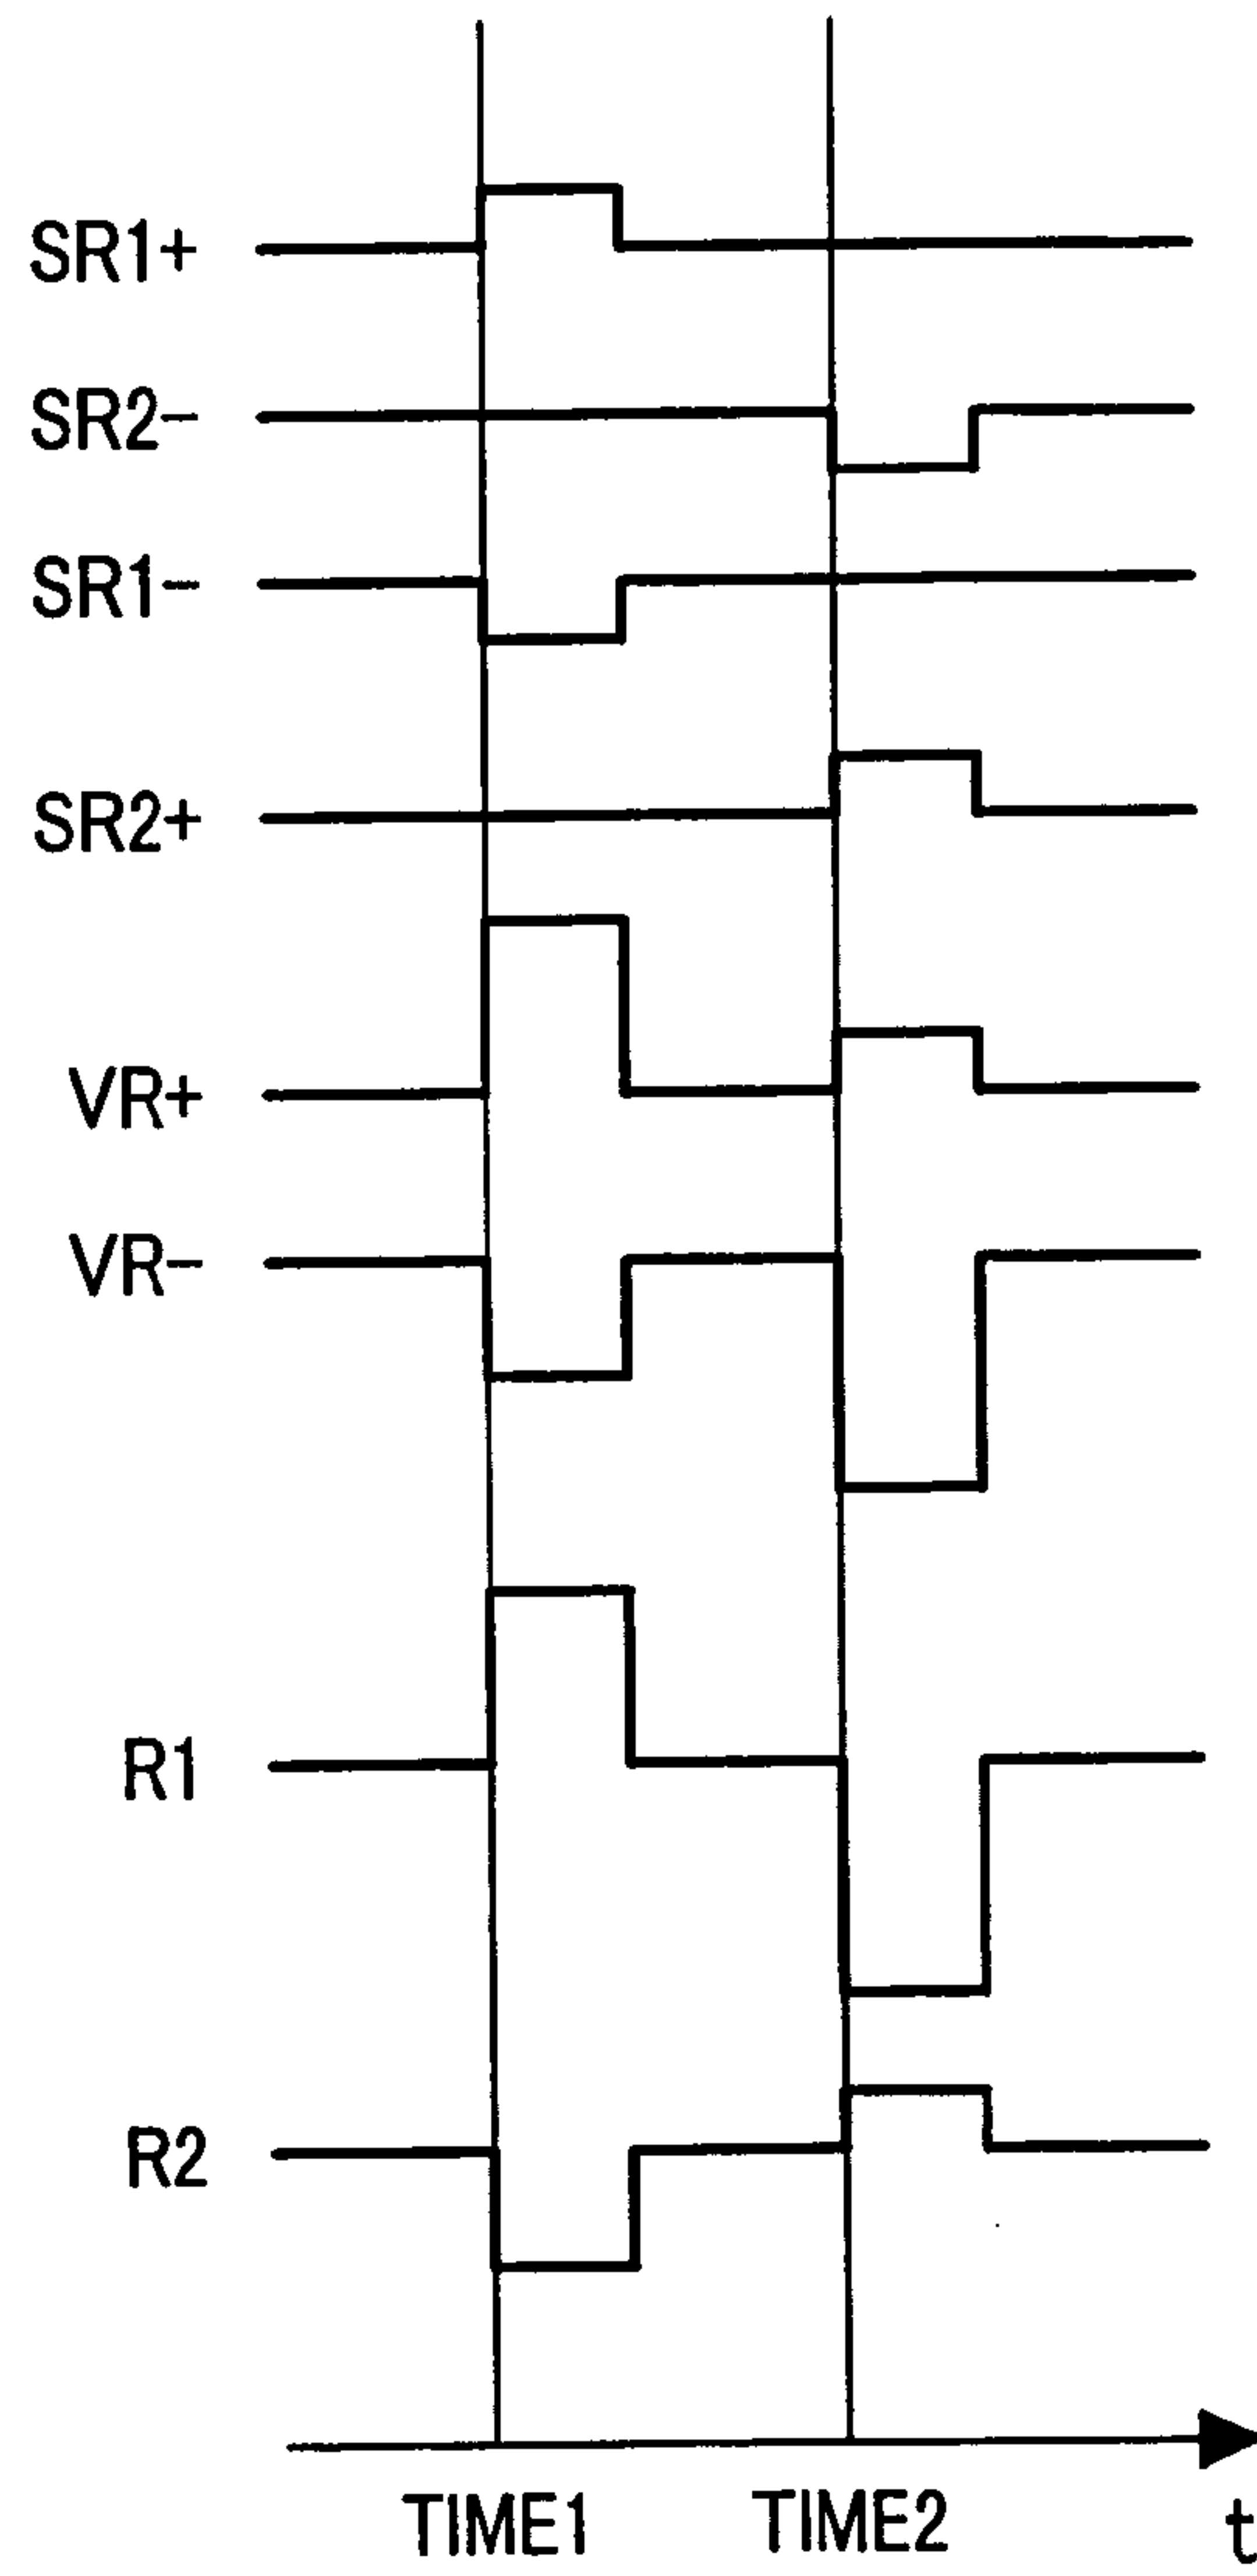 SR1+
SR2-
SR1-
SR2+
VR+
VR-
R1
R2
TIME1
TIME2
t